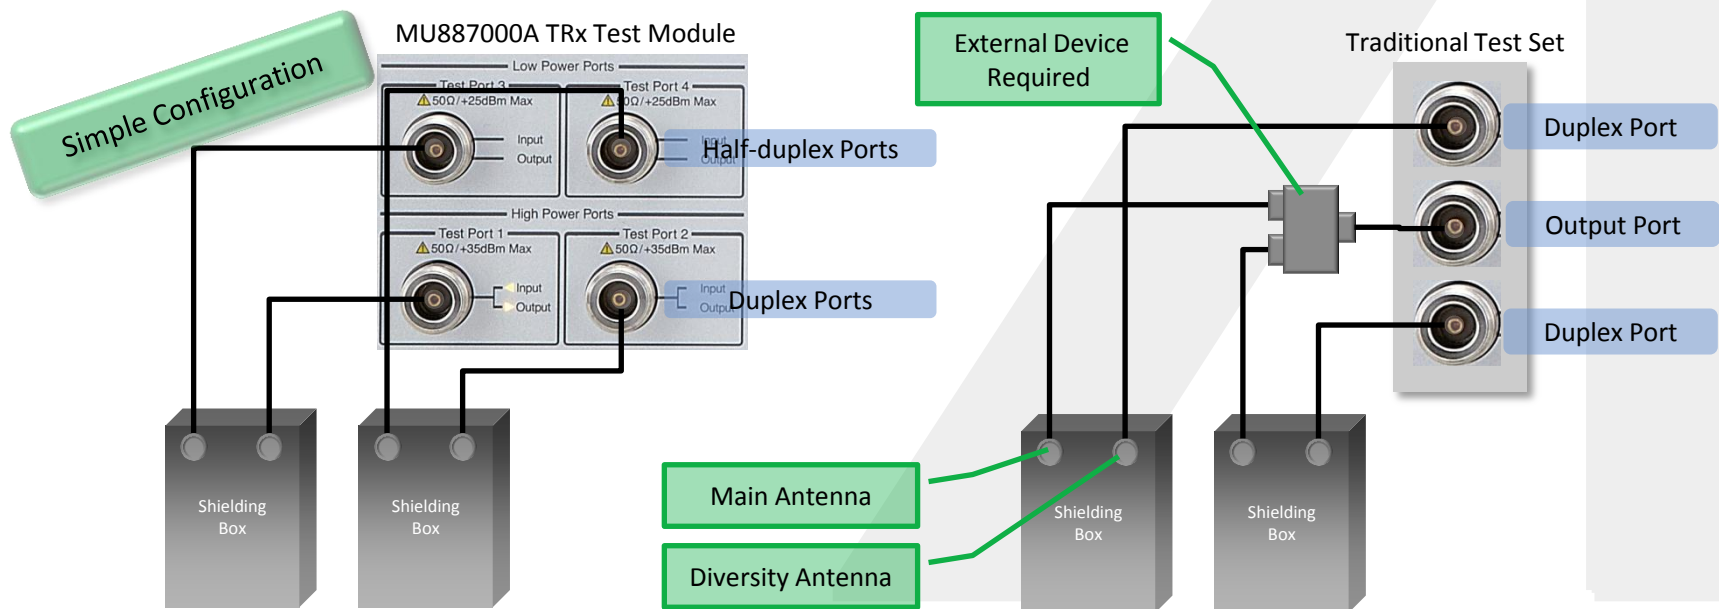 Simple Configuration
MU887000A TRx Test Module
Low Power Ports
Test Port 3
50Ω/+25dBm Max
Input
Output
Test Port 4
50Ω/+25dBm Max
Input
Output
Half-duplex Ports
High Power Ports
Test Port 1
50Ω/+35dBm Max
Input
Output
Test Port 2
50Ω/+35dBm Max
Input
Output
Duplex Ports
Shielding
Box
Shielding
Box
External Device
Required
Traditional Test Set
Duplex Port
Output Port
Duplex Port
Main Antenna
Diversity Antenna
Shielding
Box
Shielding
Box